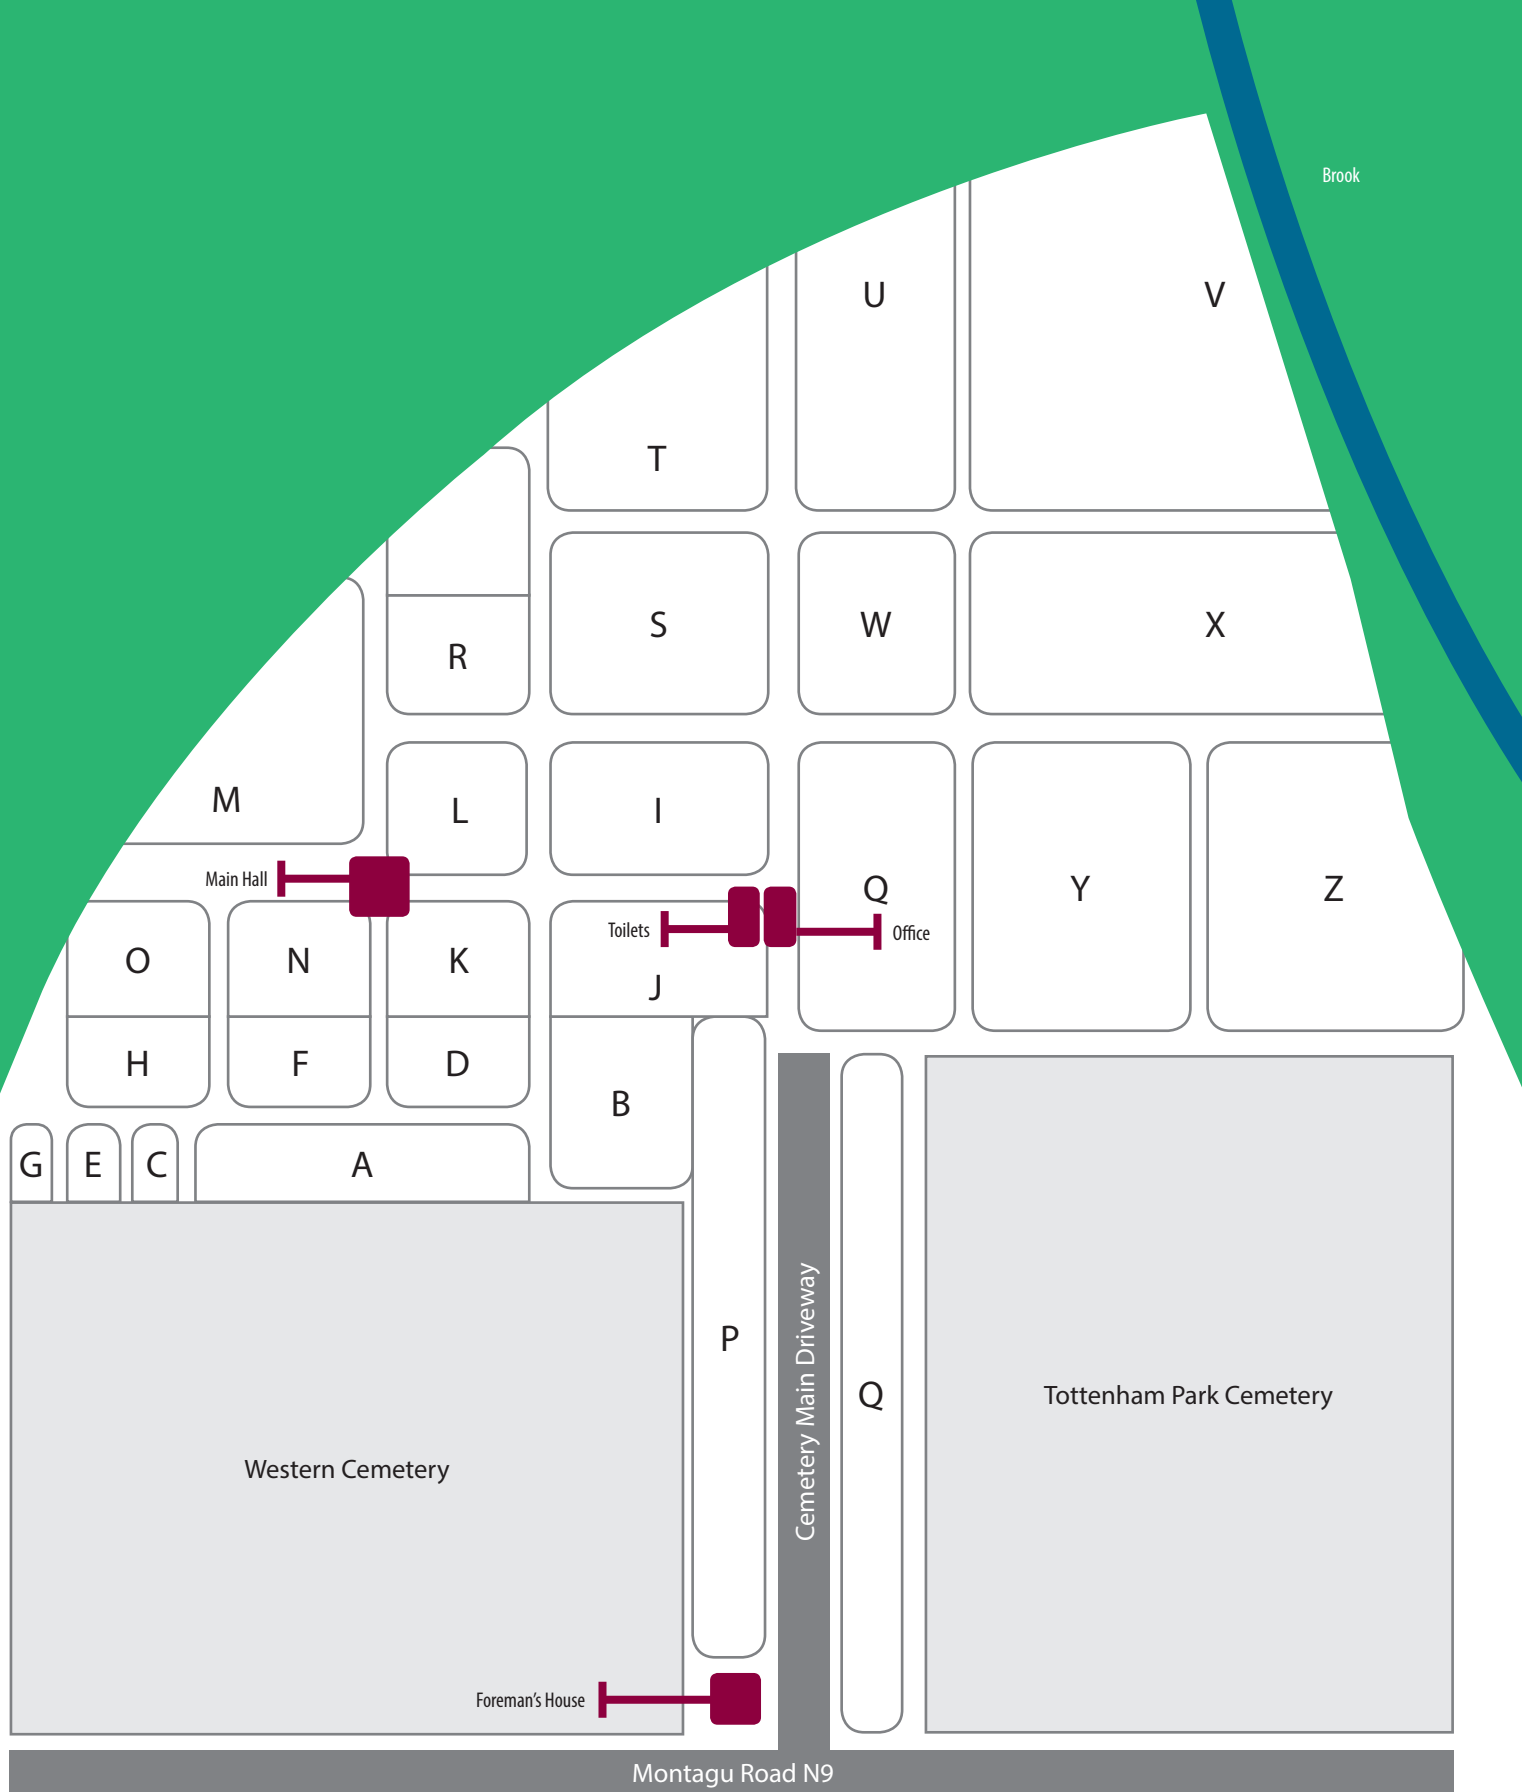 Brook
U
V
T
S
W
X
R
M
L
I
Main Hall
Q
Y
Z
Toilets
Office
O
N
K
J
H
F
D
B
G
E
C
A
P
Cemetery Main Driveway
Q
Tottenham Park Cemetery
Western Cemetery
Foreman's House
Montagu Road N9